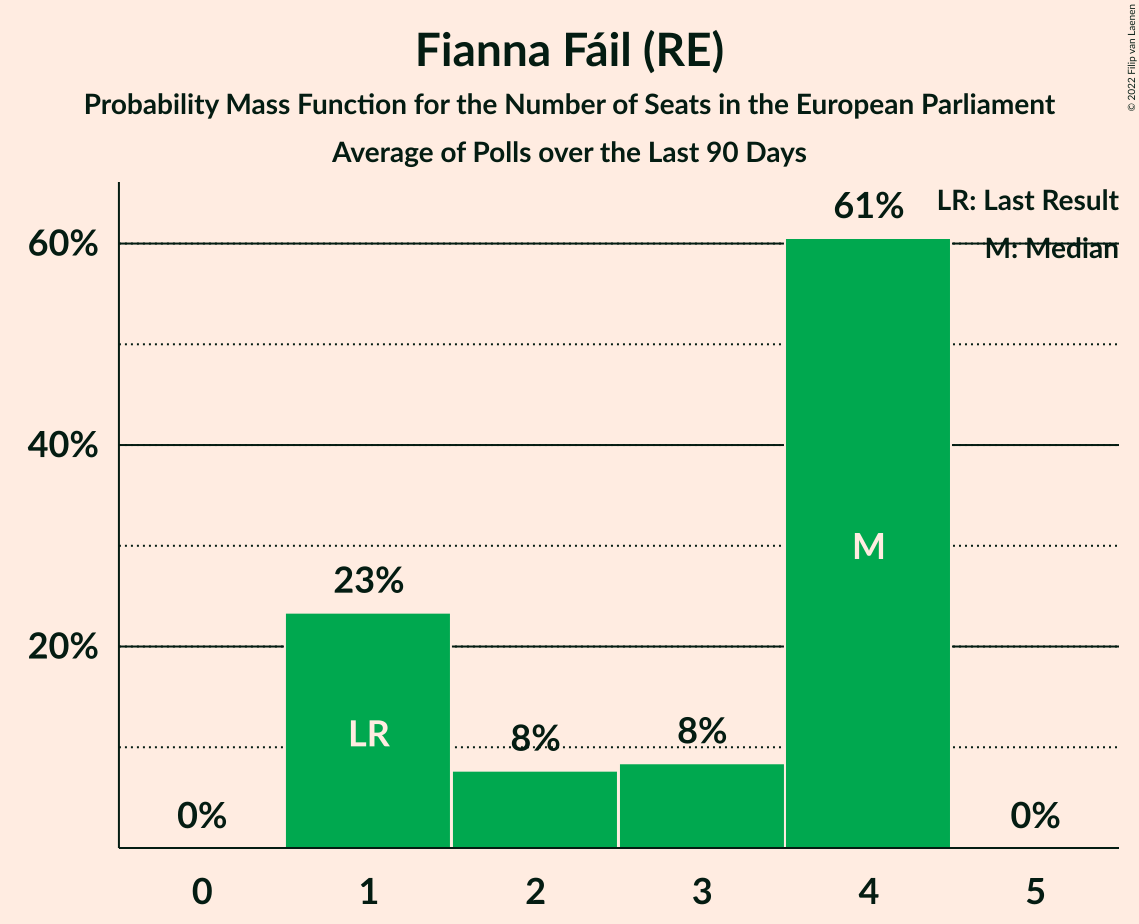 Fianna Fáil (RE)
Probability Mass Function for the Number of Seats in the European Parliament
Average of Polls over the Last 90 Days
© 2022 Filip van Laenen
LR: Last Result
M: Median
60%
40%
20%
0%
23%
8%
8%
61%
0%
LR
M
0
1
2
3
4
5